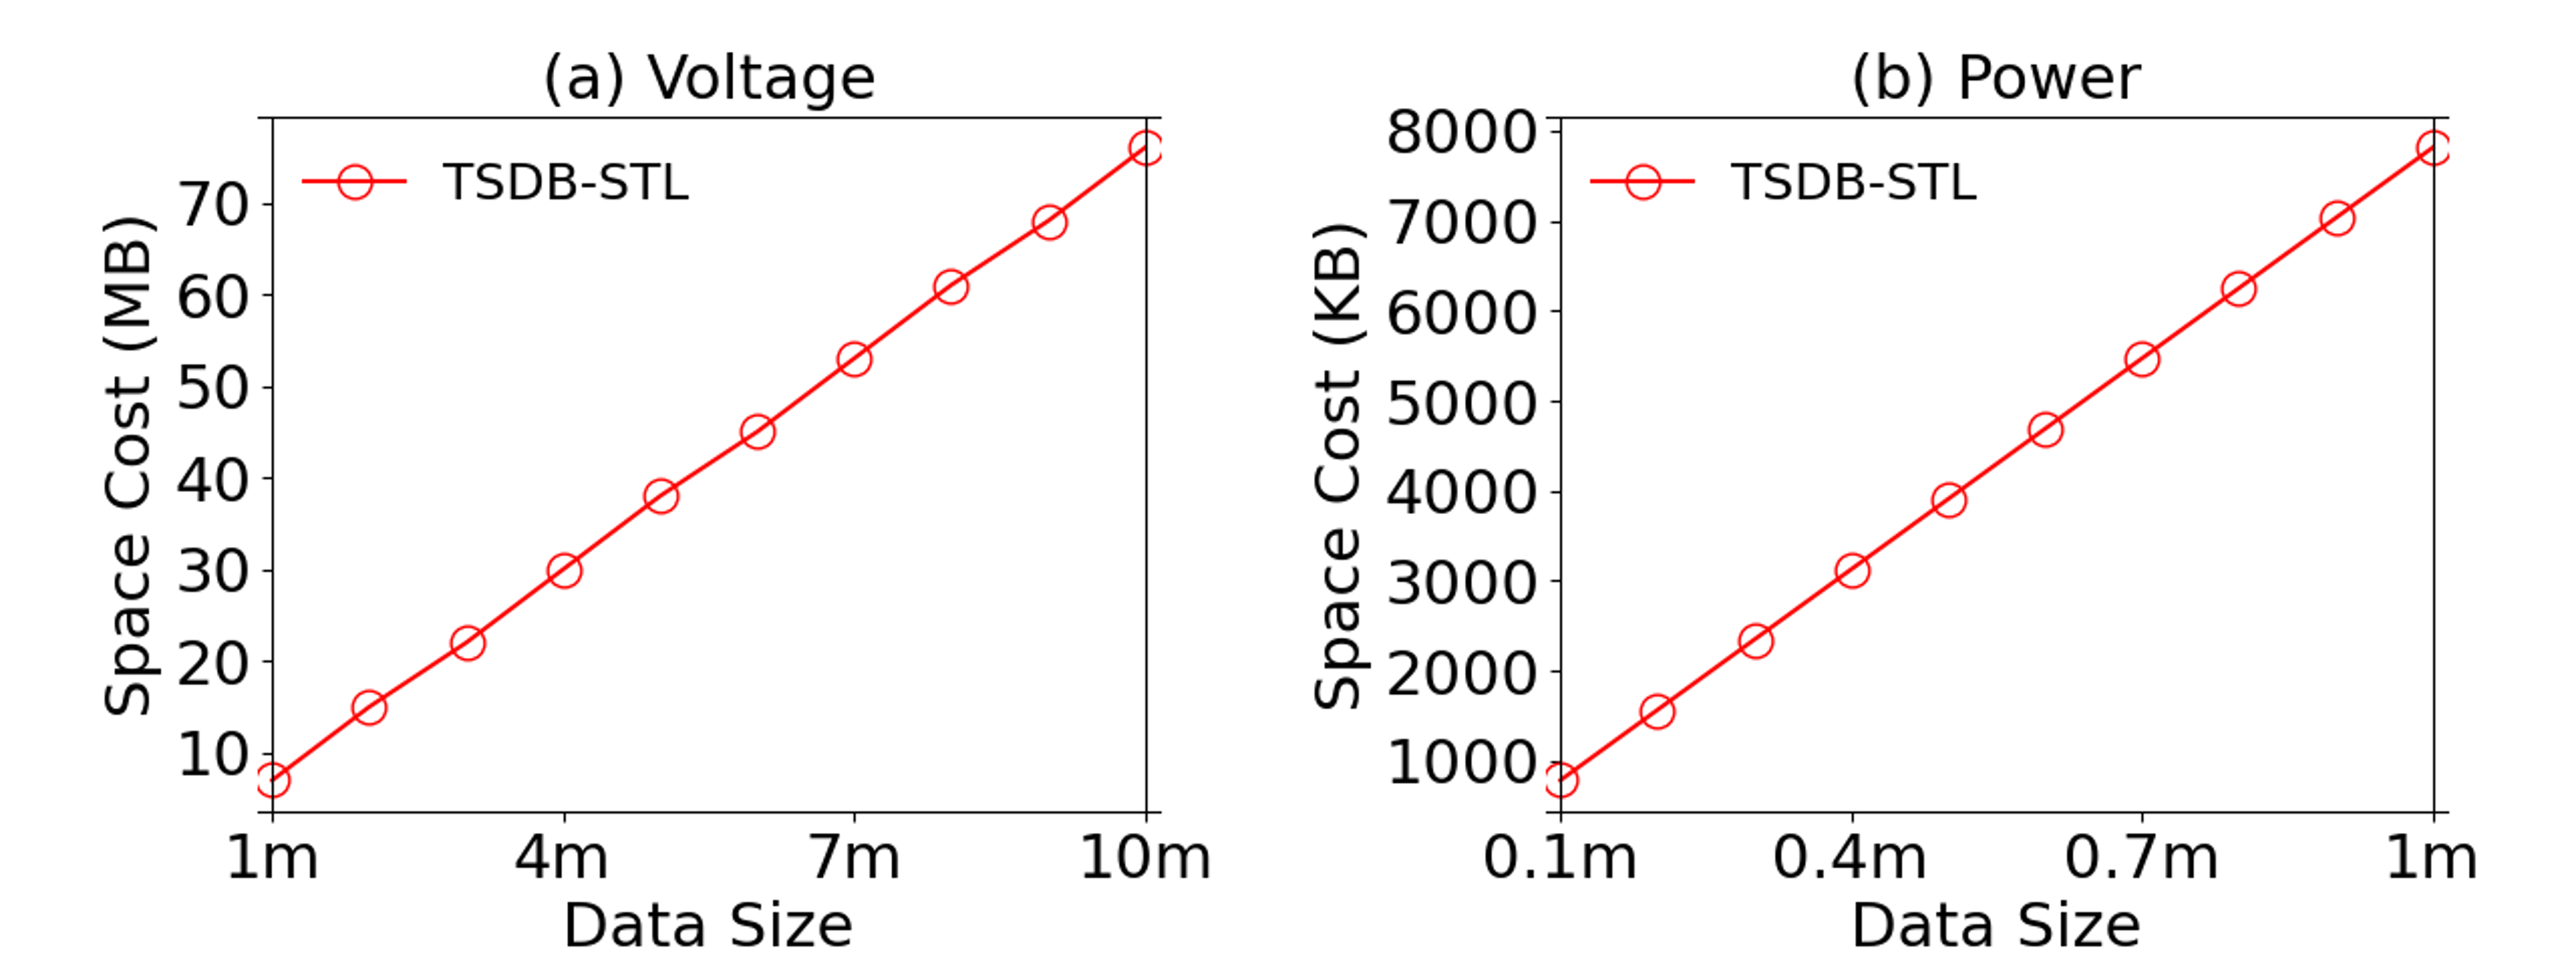 (a) Voltage
TSDB-STL
Space Cost (MB)
70
60
50
40
30
20
10
1m 4m 7m 10m
Data Size
(b) Power
TSDB-STL
Space Cost (KB)
8000
7000
6000
5000
4000
3000
2000
1000
0.1m 0.4m 0.7m 1m
Data Size